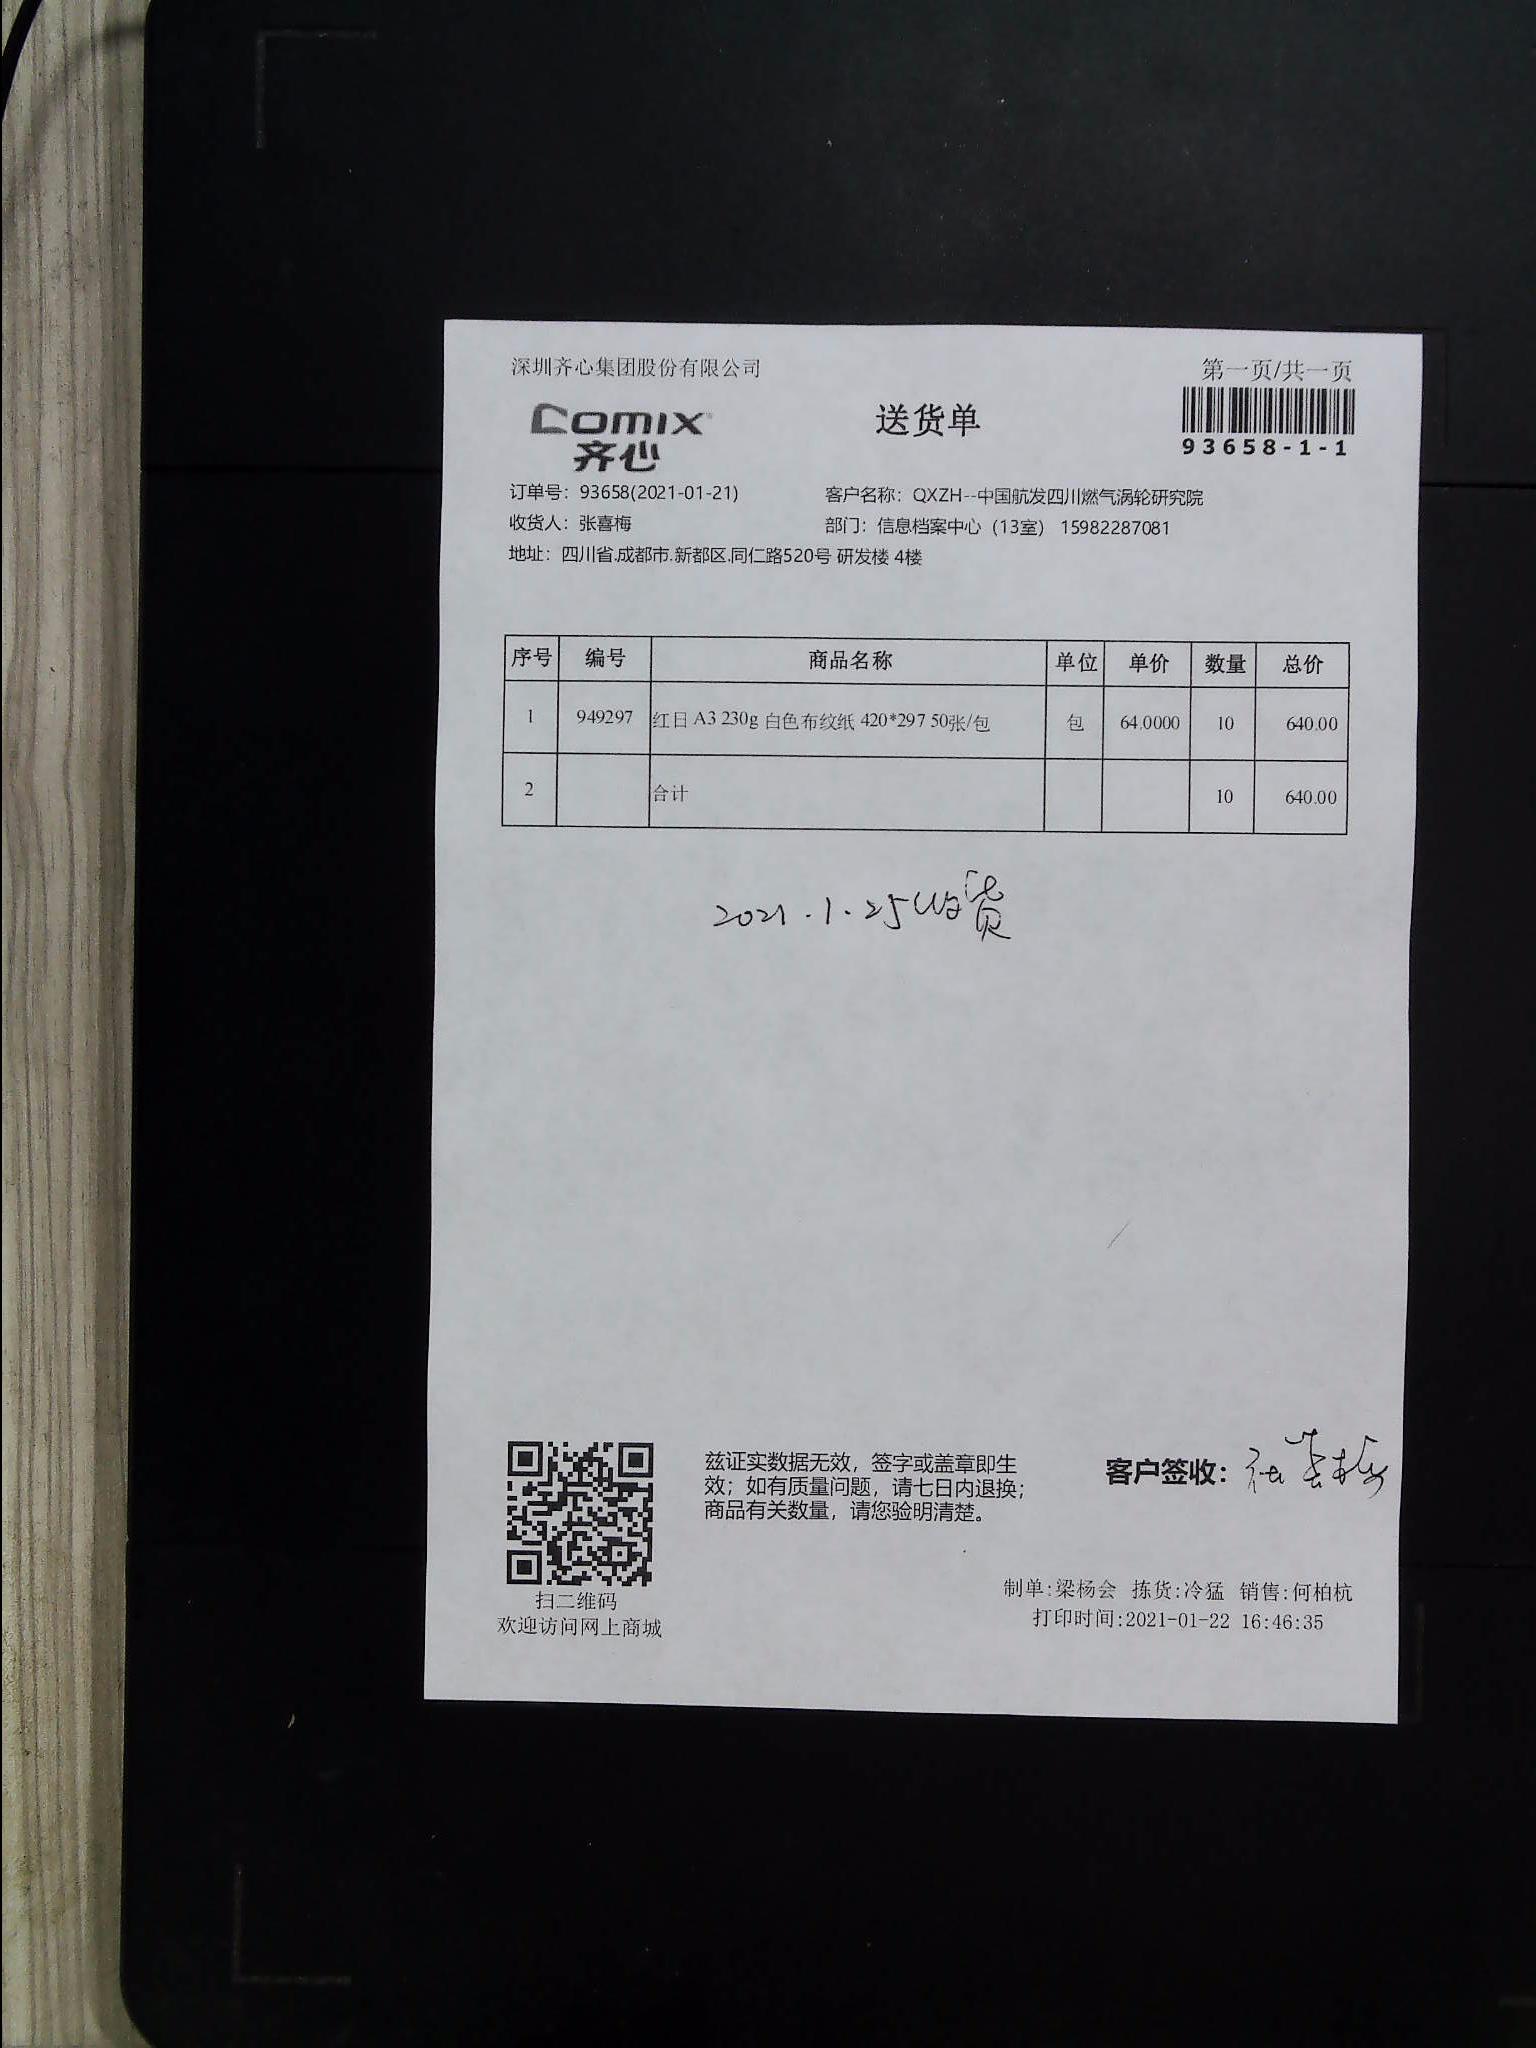 深圳齐心集团股份有限公司
第一页/共一页
comix
齐心
送货单
93658-1-1
订单号：93658(2021-01-21)
客户名称：QXZH--中国航发四川燃气涡轮研究院
收货人：张喜梅
部门：信息档案中心（13室） 15982287081
地址：四川省.成都市.新都区.同仁路520号 研发楼 4楼
序号 编号 商品名称 单位 单价 数量 总价
1 949297 红日 A3 230g 白色布纹纸 420*297 50张/包 包 64.0000 10 640.00
2 合计 10 640.00
2021.1.25收货
兹证实数据无效，签字或盖章即生
效；如有质量问题，请七日内退换；
商品有关数量，请您验明清楚。
客户签收：
扫二维码
欢迎访问网上商城
制单:梁杨会 拣货:冷猛 销售:何柏杭
打印时间:2021-01-22 16:46:35